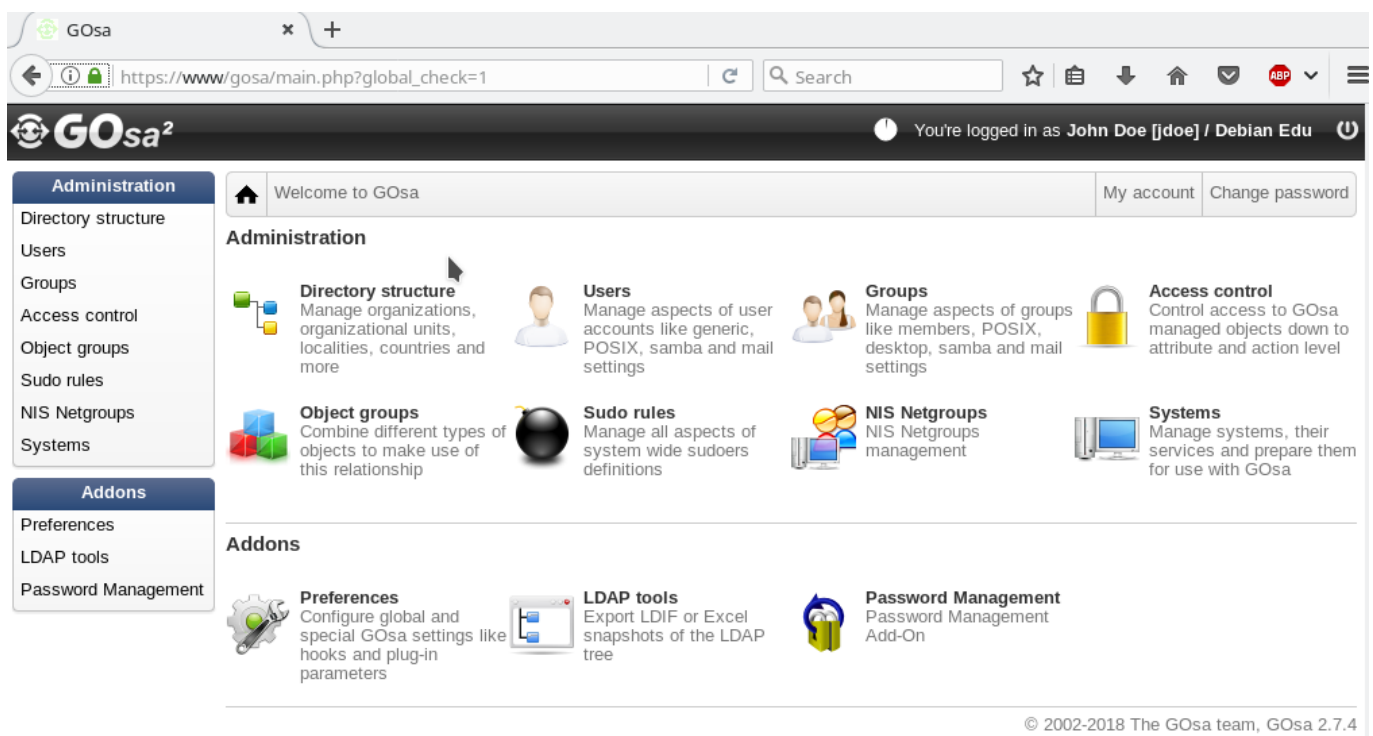 GOsa
https://www/gosa/main.php?global_check=1
Search
ABP
GOsa²
You're logged in as John Doe [jdoe] / Debian Edu
Administration
Directory structure
Users
Groups
Access control
Object groups
Sudo rules
NIS Netgroups
Systems
Addons
Preferences
LDAP tools
Password Management
Welcome to GOsa
My account
Change password
Administration
Directory structure
Manage organizations,
organizational units,
localities, countries and
more
Users
Manage aspects of user
accounts like generic,
POSIX, samba and mail
settings
Groups
Manage aspects of groups
like members, POSIX,
desktop, samba and mail
settings
Access control
Control access to GOsa
managed objects down to
attribute and action level
Object groups
Combine different types of
objects to make use of
this relationship
Sudo rules
Manage all aspects of
system wide sudoers
definitions
NIS Netgroups
NIS Netgroups
management
Systems
Manage systems, their
services and prepare them
for use with GOsa
Addons
Preferences
Configure global and
special GOsa settings like
hooks and plug-in
parameters
LDAP tools
Export LDIF or Excel
snapshots of the LDAP
tree
Password Management
Password Management
Add-On
© 2002-2018 The GOsa team, GOsa 2.7.4